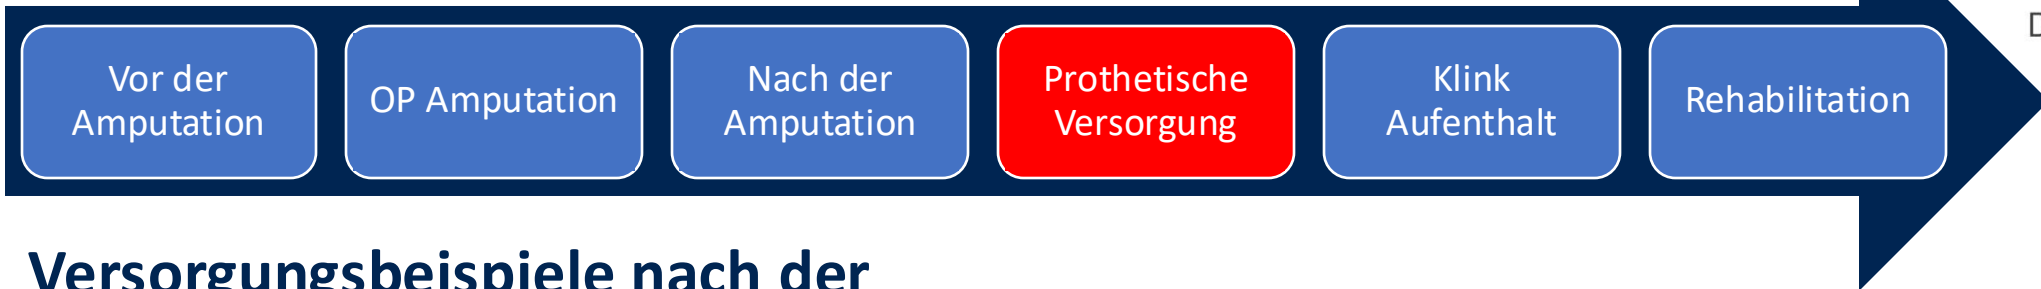 Vor der
Amputation
OP Amputation
Nach der
Amputation
Prothetische
Versorgung
Klink
Aufenthalt
Rehabilitation
Versorgungsbeispiele nach der